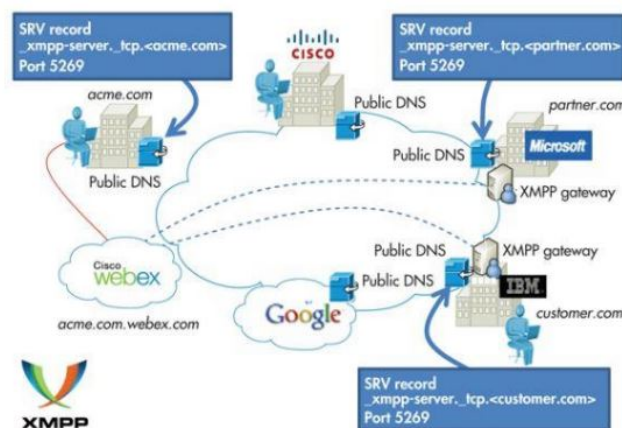 SRV record
_xmpp-server._tcp.<acme.com>
Port 5269
CISCO
SRV record
_xmpp-server._tcp.<partner.com>
Port 5269
acme.com
Public DNS
partner.com
Public DNS
Microsoft
Public DNS
XMPP gateway
Cisco
webex
acme.com.webex.com
Public DNS
XMPP gateway
Public DNS
IBM
Google
customer.com
XMPP
SRV record
_xmpp-server._tcp.<customer.com>
Port 5269